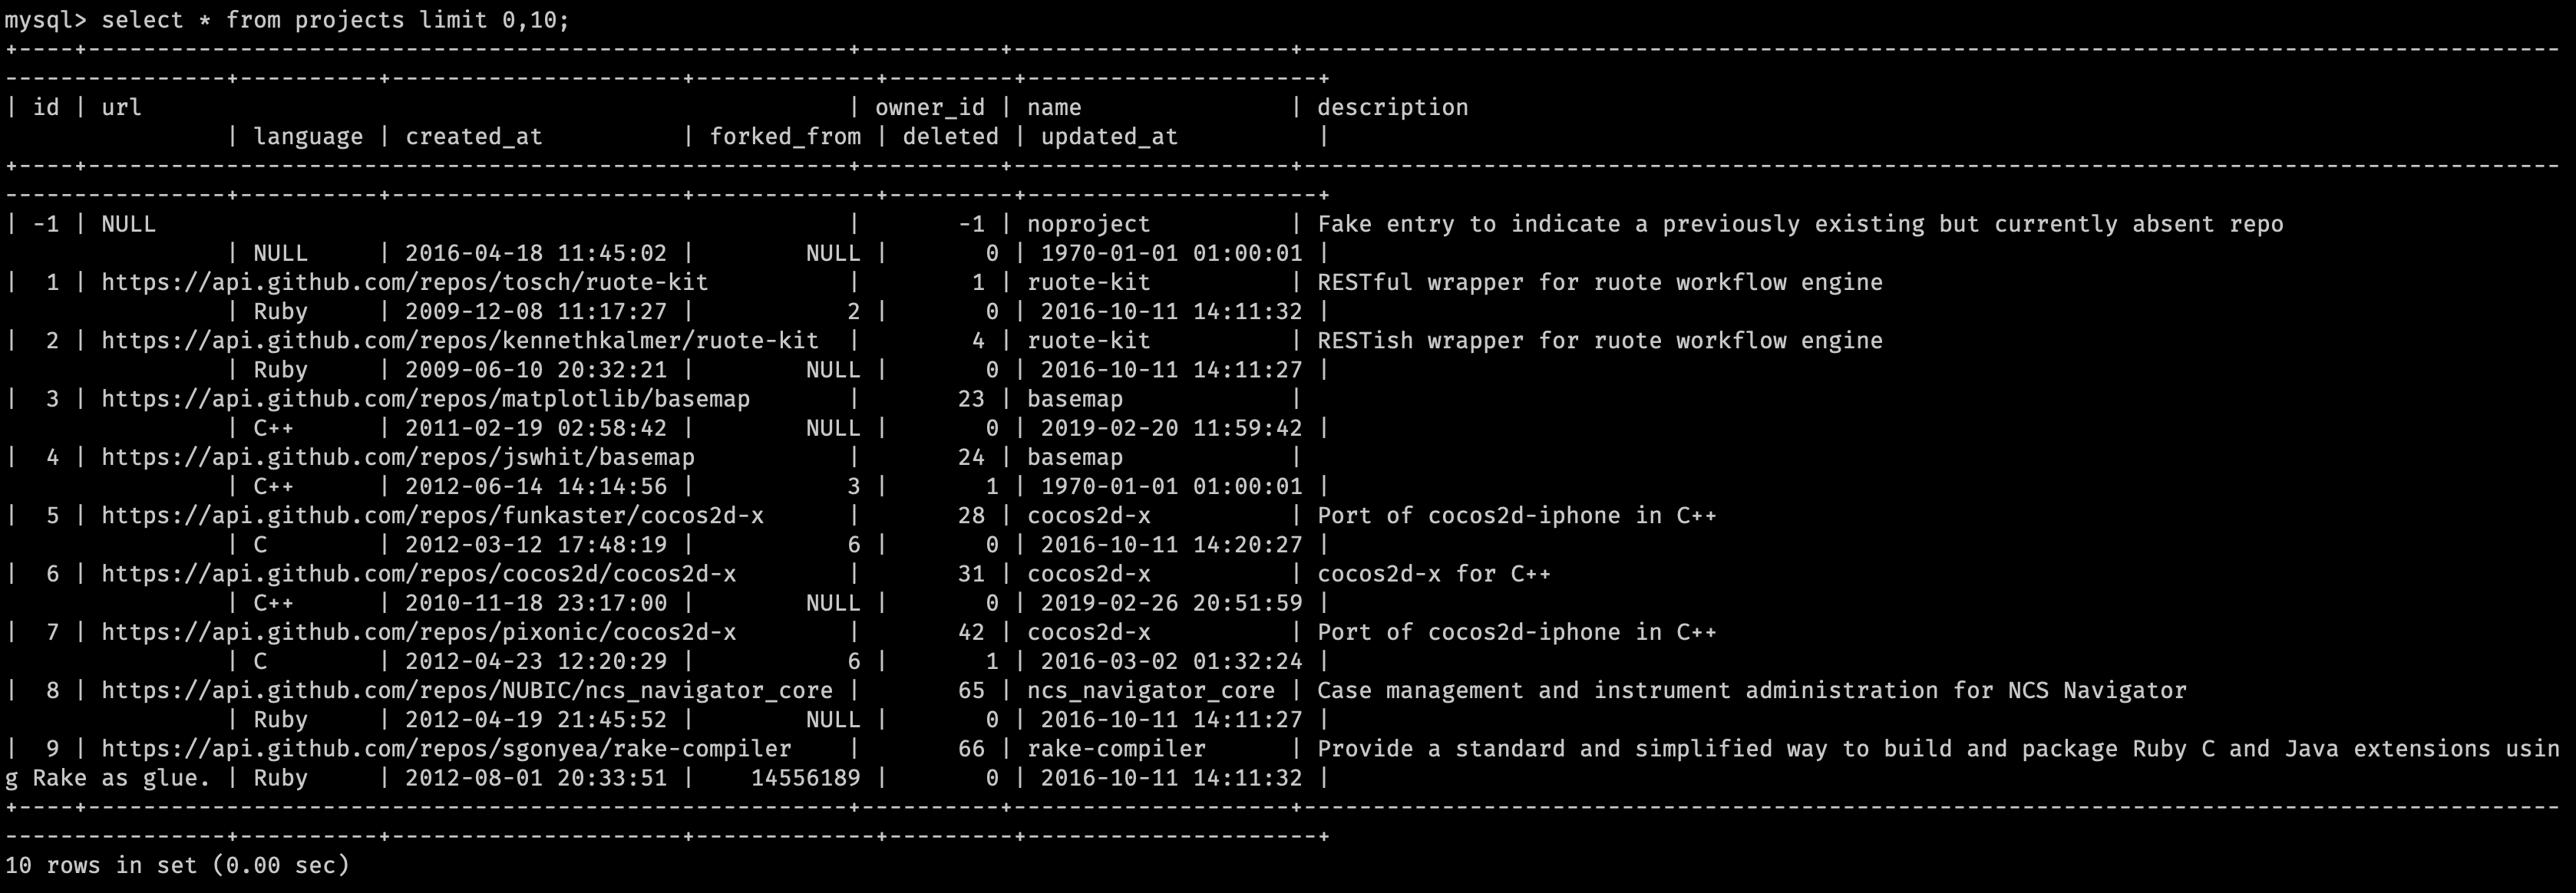 mysql> select * from projects limit 0,10;
+----+-------------------------------------------------------+----------+--------------------+-------------------------------------------------------------------------------------------
----------------+----------+---------------------+-------------+---------+---------------------+
| id | url                                                   | owner_id | name               | description
                | language | created_at          | forked_from | deleted | updated_at          |
+----+-------------------------------------------------------+----------+--------------------+-------------------------------------------------------------------------------------------
----------------+----------+---------------------+-------------+---------+---------------------+
| -1 | NULL                                                  |       -1 | noproject          | Fake entry to indicate a previously existing but currently absent repo
                | NULL     | 2016-04-18 11:45:02 |        NULL |       0 | 1970-01-01 01:00:01 |
|  1 | https://api.github.com/repos/tosch/ruote-kit          |        1 | ruote-kit          | RESTful wrapper for ruote workflow engine
                | Ruby     | 2009-12-08 11:17:27 |           2 |       0 | 2016-10-11 14:11:32 |
|  2 | https://api.github.com/repos/kennethkalmer/ruote-kit  |        4 | ruote-kit          | RESTish wrapper for ruote workflow engine
                | Ruby     | 2009-06-10 20:32:21 |        NULL |       0 | 2016-10-11 14:11:27 |
|  3 | https://api.github.com/repos/matplotlib/basemap       |       23 | basemap            |
                | C++      | 2011-02-19 02:58:42 |        NULL |       0 | 2019-02-20 11:59:42 |
|  4 | https://api.github.com/repos/jswhit/basemap           |       24 | basemap            |
                | C++      | 2012-06-14 14:14:56 |           3 |       1 | 1970-01-01 01:00:01 |
|  5 | https://api.github.com/repos/funkaster/cocos2d-x      |       28 | cocos2d-x          | Port of cocos2d-iphone in C++
                | C        | 2012-03-12 17:48:19 |           6 |       0 | 2016-10-11 14:20:27 |
|  6 | https://api.github.com/repos/cocos2d/cocos2d-x        |       31 | cocos2d-x          | cocos2d-x for C++
                | C++      | 2010-11-18 23:17:00 |        NULL |       0 | 2019-02-26 20:51:59 |
|  7 | https://api.github.com/repos/pixonic/cocos2d-x        |       42 | cocos2d-x          | Port of cocos2d-iphone in C++
                | C        | 2012-04-23 12:20:29 |           6 |       1 | 2016-03-02 01:32:24 |
|  8 | https://api.github.com/repos/NUBIC/ncs_navigator_core |       65 | ncs_navigator_core | Case management and instrument administration for NCS Navigator
                | Ruby     | 2012-04-19 21:45:52 |        NULL |       0 | 2016-10-11 14:11:27 |
|  9 | https://api.github.com/repos/sgonyea/rake-compiler    |       66 | rake-compiler      | Provide a standard and simplified way to build and package Ruby C and Java extensions usin
g Rake as glue. | Ruby     | 2012-08-01 20:33:51 |    14556189 |       0 | 2016-10-11 14:11:32 |
+----+-------------------------------------------------------+----------+--------------------+-------------------------------------------------------------------------------------------
----------------+----------+---------------------+-------------+---------+---------------------+
10 rows in set (0.00 sec)